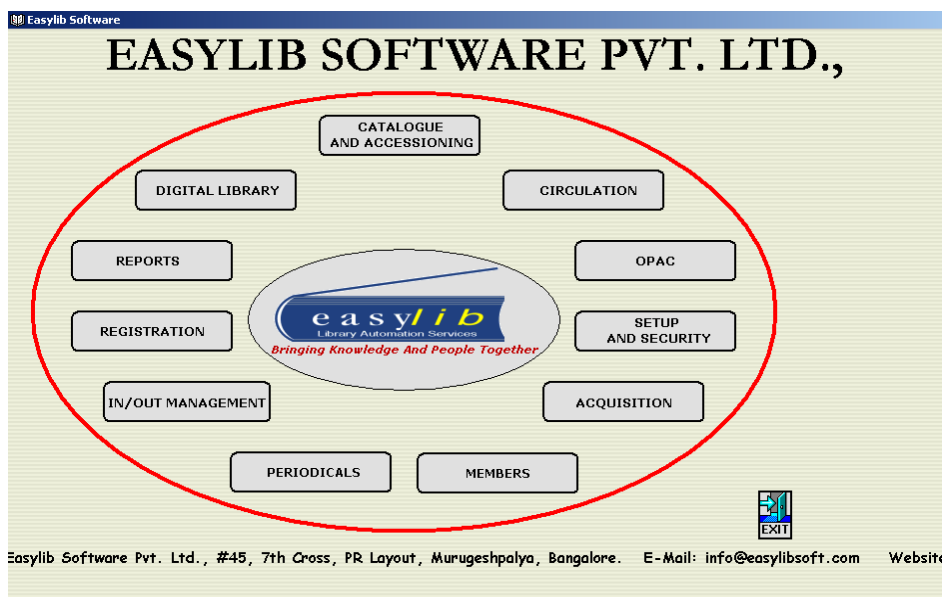 Easylib Software
EASYLIB SOFTWARE PVT. LTD.,
CATALOGUE
AND ACCESSIONING
DIGITAL LIBRARY
CIRCULATION
REPORTS
OPAC
easylib
Library Automation Services
Bringing Knowledge And People Together
REGISTRATION
SETUP
AND SECURITY
IN/OUT MANAGEMENT
ACQUISITION
PERIODICALS
MEMBERS
EXIT
Easylib Software Pvt. Ltd., #45, 7th Cross, PR Layout, Murugeshpalya, Bangalore. E-Mail: info@easylibsoft.com Website